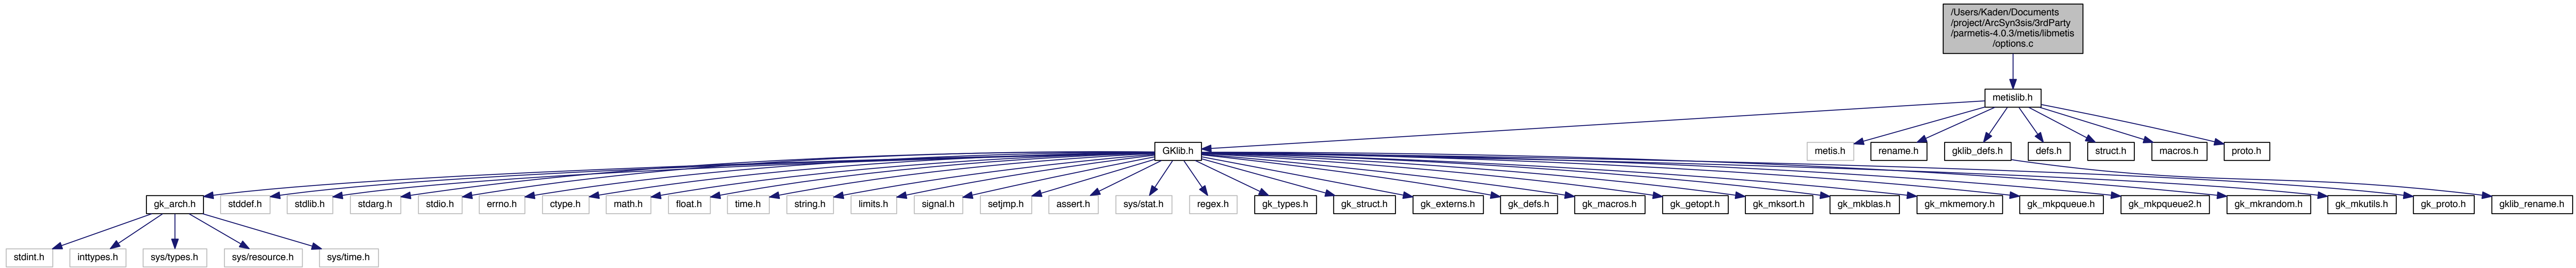 /Users/Kaden/Documents
/project/ArcSyn3sis/3rdParty
/parmetis-4.0.3/metis/libmetis
/options.c
metislib.h
GKlib.h
metis.h
rename.h
gklib_defs.h
defs.h
struct.h
macros.h
proto.h
gk_arch.h
stddef.h
stdlib.h
stdarg.h
stdio.h
errno.h
ctype.h
math.h
float.h
time.h
string.h
limits.h
signal.h
setjmp.h
assert.h
sys/stat.h
regex.h
gk_types.h
gk_struct.h
gk_externs.h
gk_defs.h
gk_macros.h
gk_getopt.h
gk_mksort.h
gk_mkblas.h
gk_mkmemory.h
gk_mkpqueue.h
gk_mkpqueue2.h
gk_mkrandom.h
gk_mkutils.h
gk_proto.h
gklib_rename.h
stdint.h
inttypes.h
sys/types.h
sys/resource.h
sys/time.h